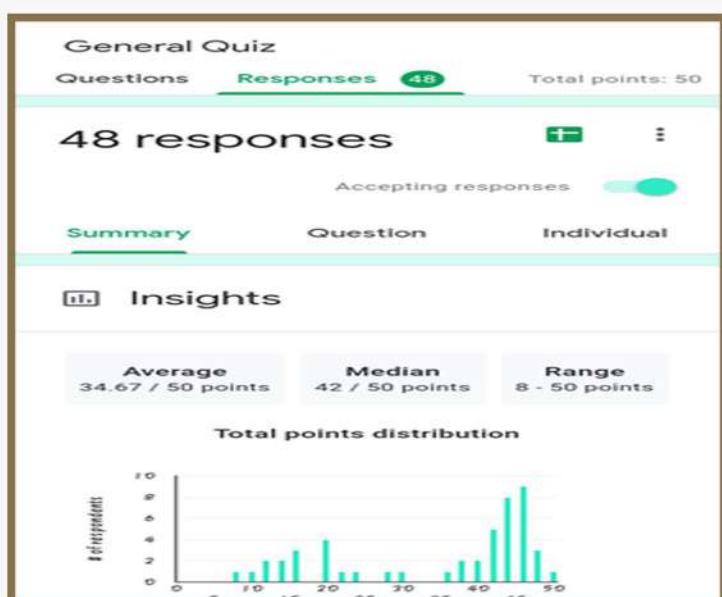 General Quiz
Questions Responses 48 Total points: 50
48 responses
Accepting responses
Summary Question Individual
Insights
Average Median Range
34.67 / 50 points 42 / 50 points 8 - 50 points
Total points distribution
# of respondents
10
8
6
4
2
0
0 10 20 30 40 50